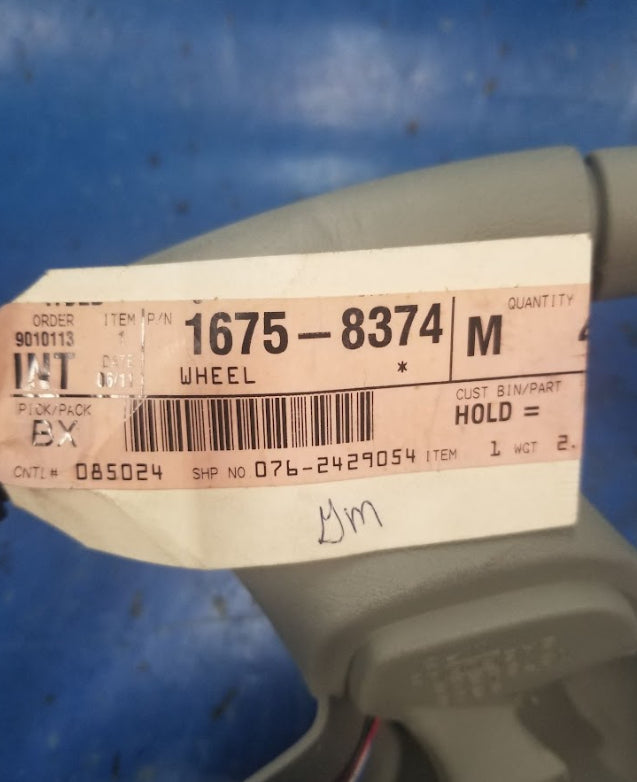 ORDER ITEM P/N 1675-8374 M QUANTITY
9010113 1
INT DATE WHEEL *
PICK/PACK CUST BIN/PART
BX HOLD =
CNTL # 085024 SHP NO 076-2429054 ITEM 1 WGT 2.
GM